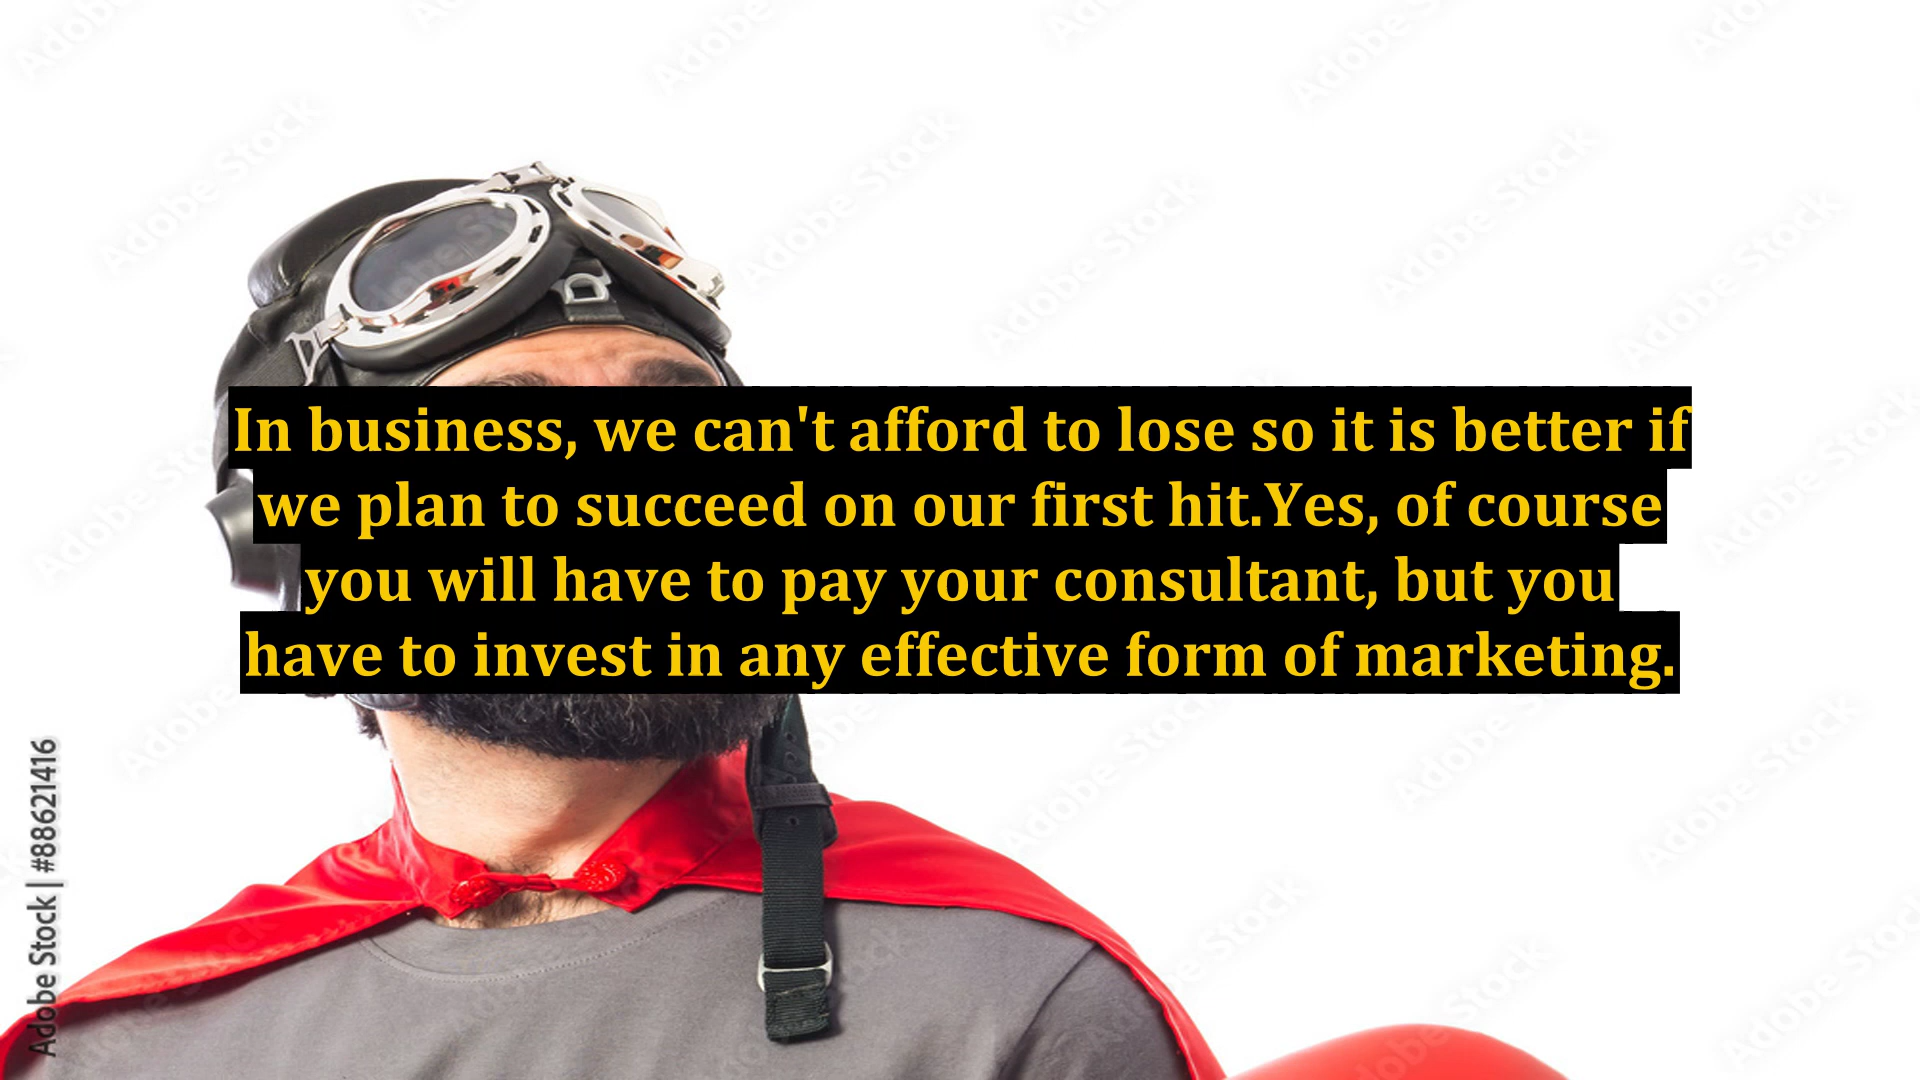 In business, we can't afford to lose so it is better if
we plan to succeed on our first hit.Yes, of course
you will have to pay your consultant, but you
have to invest in any effective form of marketing.
Adobe Stock | #88621416
Adobe Stock